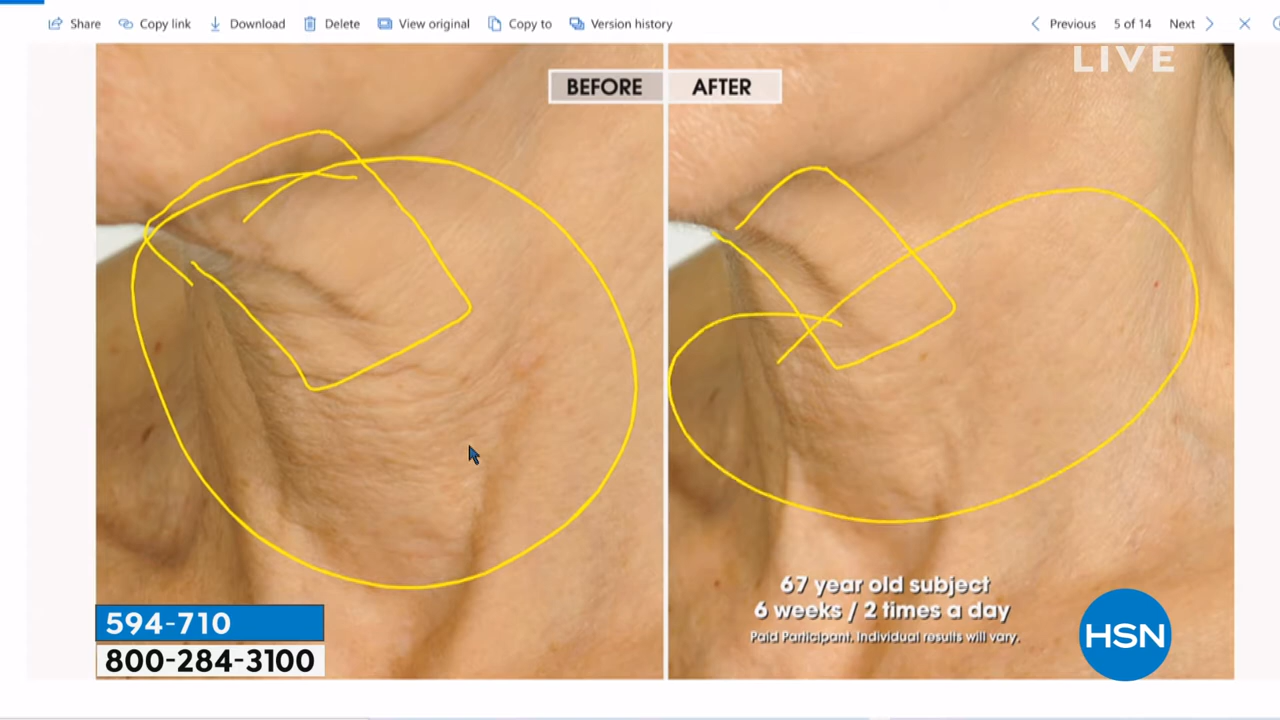 Share Copy link Download Delete View original Copy to Version history Previous 5 of 14 Next
LIVE
BEFORE AFTER
67 year old subject
6 weeks / 2 times a day
Paid Participant. Individual results will vary.
594-710
800-284-3100
HSN